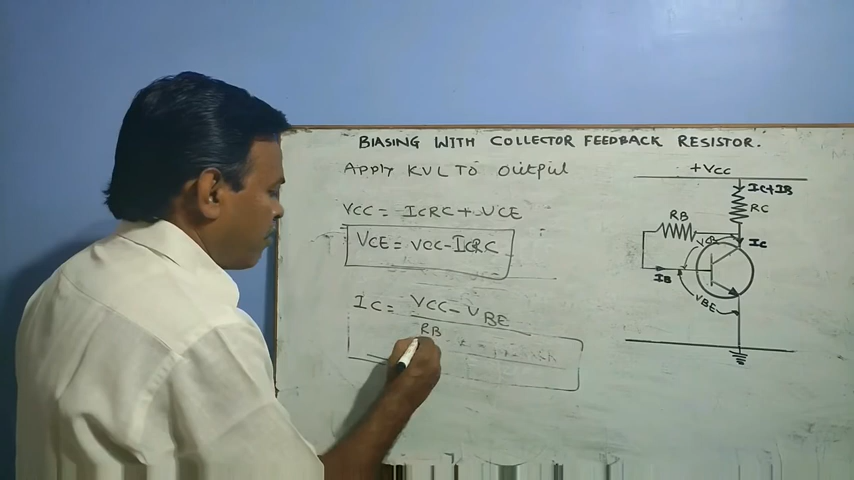 BIASING WITH COLLECTOR FEEDBACK RESISTOR.
APPLY KVL TO OUTPUT
VCC = ICRC + VCE
VCE = VCC - ICRC
IC = VCC - VBE
RB
+VCC
IC+IB
RC
RB
IC
IB
VBE